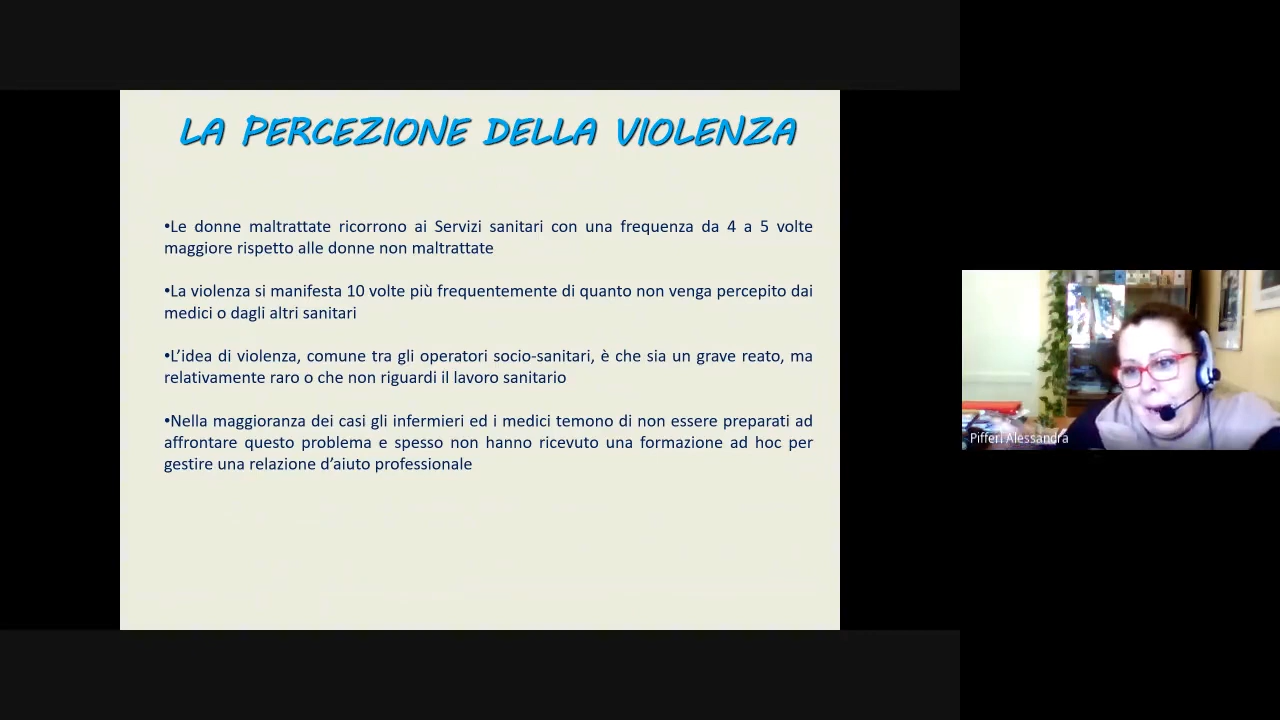 LA PERCEZIONE DELLA VIOLENZA
•Le donne maltrattate ricorrono ai Servizi sanitari con una frequenza da 4 a 5 volte
maggiore rispetto alle donne non maltrattate
•La violenza si manifesta 10 volte più frequentemente di quanto non venga percepito dai
medici o dagli altri sanitari
•L’idea di violenza, comune tra gli operatori socio-sanitari, è che sia un grave reato, ma
relativamente raro o che non riguardi il lavoro sanitario
•Nella maggioranza dei casi gli infermieri ed i medici temono di non essere preparati ad
affrontare questo problema e spesso non hanno ricevuto una formazione ad hoc per
gestire una relazione d’aiuto professionale
Pifferi Alessandra